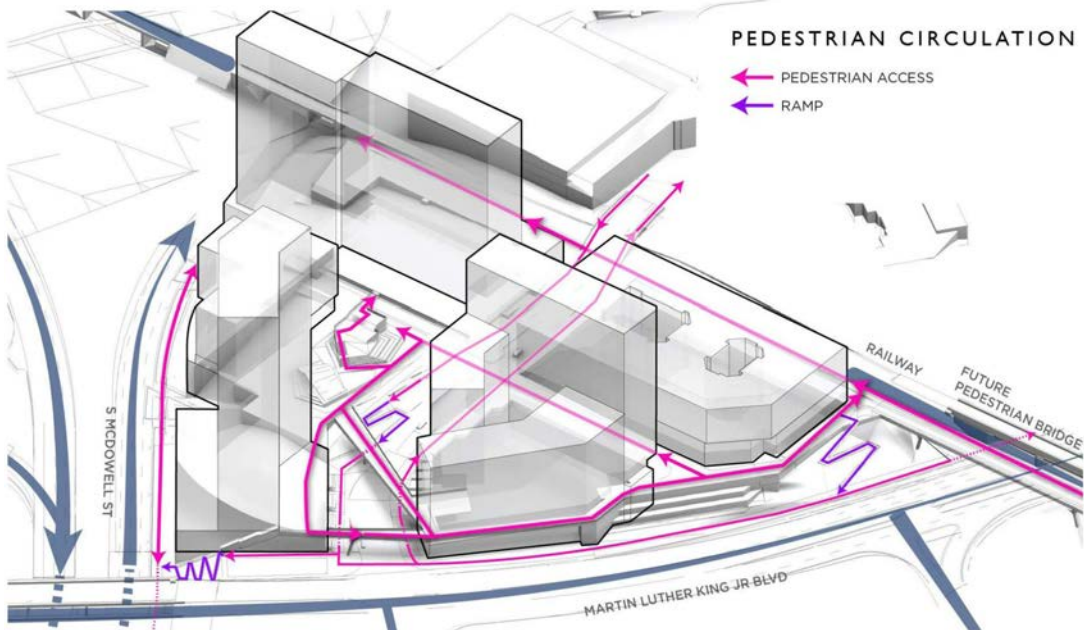 PEDESTRIAN CIRCULATION
PEDESTRIAN ACCESS
RAMP
RAILWAY
FUTURE
PEDESTRIAN BRIDGE
S MCDOWELL ST
MARTIN LUTHER KING JR BLVD